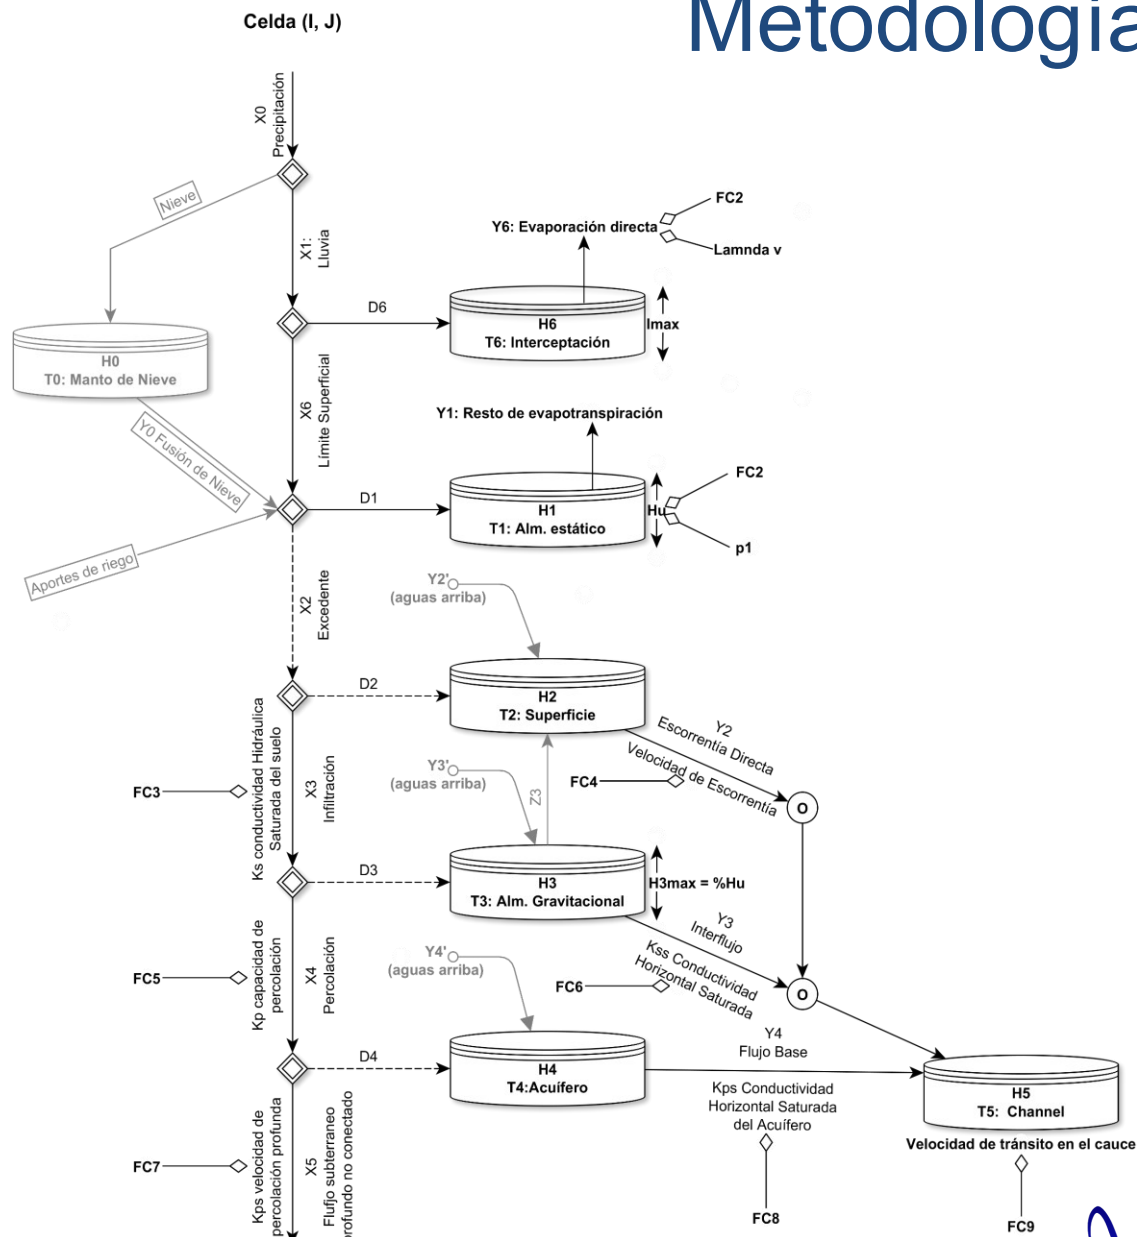 Celda (I, J)
Metodología
X0
Precipitación
Nieve
X1:
Lluvia
FC2
Y6: Evaporación directa
Lamnda v
D6
H6
T6: Interceptación
Imax
H0
T0: Manto de Nieve
X6
Límite Superficial
Y0 Fusión de Nieve
Y1: Resto de evapotranspiración
FC2
D1
H1
T1: Alm. estático
Hu
p1
Aportes de riego
X2
Excedente
Y2'
(aguas arriba)
D2
H2
T2: Superficie
Y2
Escorrentía Directa
Velocidad de Escorrentía
FC4
O
Ks conductividad Hidráulica
Saturada del suelo
X3
Infiltración
FC3
Y3'
(aguas arriba)
Z3
D3
H3
T3: Alm. Gravitacional
H3max = %Hu
Y3
Interflujo
Kss Conductividad
Horizontal Saturada
FC6
O
Kp capacidad de
percolación
X4
Percolación
FC5
Y4'
(aguas arriba)
D4
H4
T4:Acuífero
Y4
Flujo Base
Kps Conductividad
Horizontal Saturada
del Acuífero
FC8
H5
T5: Channel
Velocidad de tránsito en el cauce
FC9
Kps velocidad de
percolación profunda
X5
Flufjo subterraneo
profundo no conectado
FC7